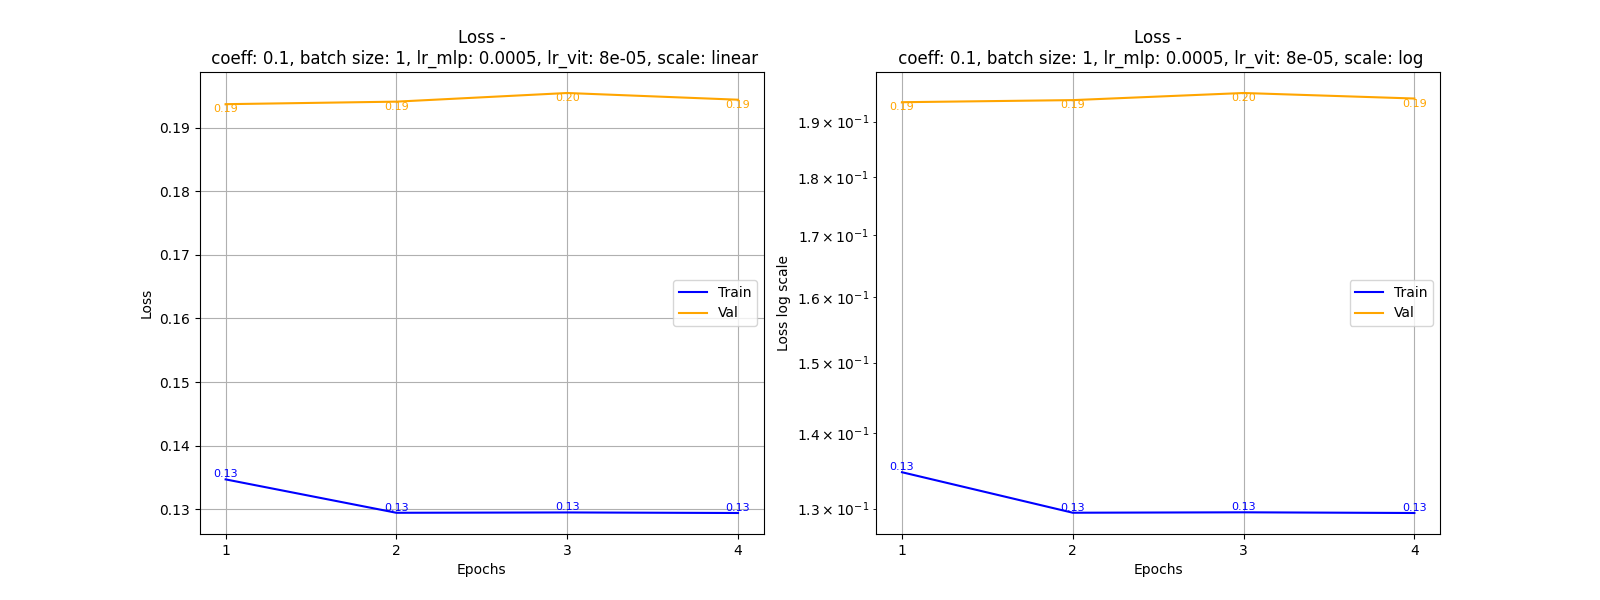 Loss -
coeff: 0.1, batch size: 1, lr_mlp: 0.0005, lr_vit: 8e-05, scale: linear
0.19
0.19
0.20
0.19
0.19
0.18
0.17
0.16
0.15
0.14
0.13
Loss
Train
Val
0.13
0.13
0.13
0.13
1
2
3
4
Epochs
Loss -
coeff: 0.1, batch size: 1, lr_mlp: 0.0005, lr_vit: 8e-05, scale: log
0.19
0.19
0.20
0.19
1.9 × 10⁻¹
1.8 × 10⁻¹
1.7 × 10⁻¹
1.6 × 10⁻¹
1.5 × 10⁻¹
1.4 × 10⁻¹
1.3 × 10⁻¹
Loss log scale
Train
Val
0.13
0.13
0.13
0.13
1
2
3
4
Epochs